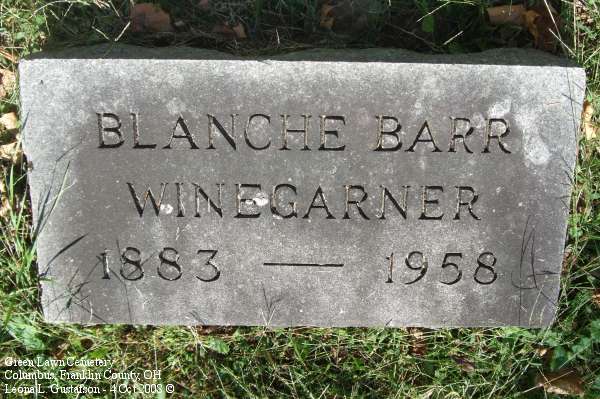 BLANCHE BARR
WINEGARNER
1883 — 1958
Green Lawn Cemetery
Columbus, Franklin County, OH
Leona L. Gustafson - 4 Oct 2003 ©